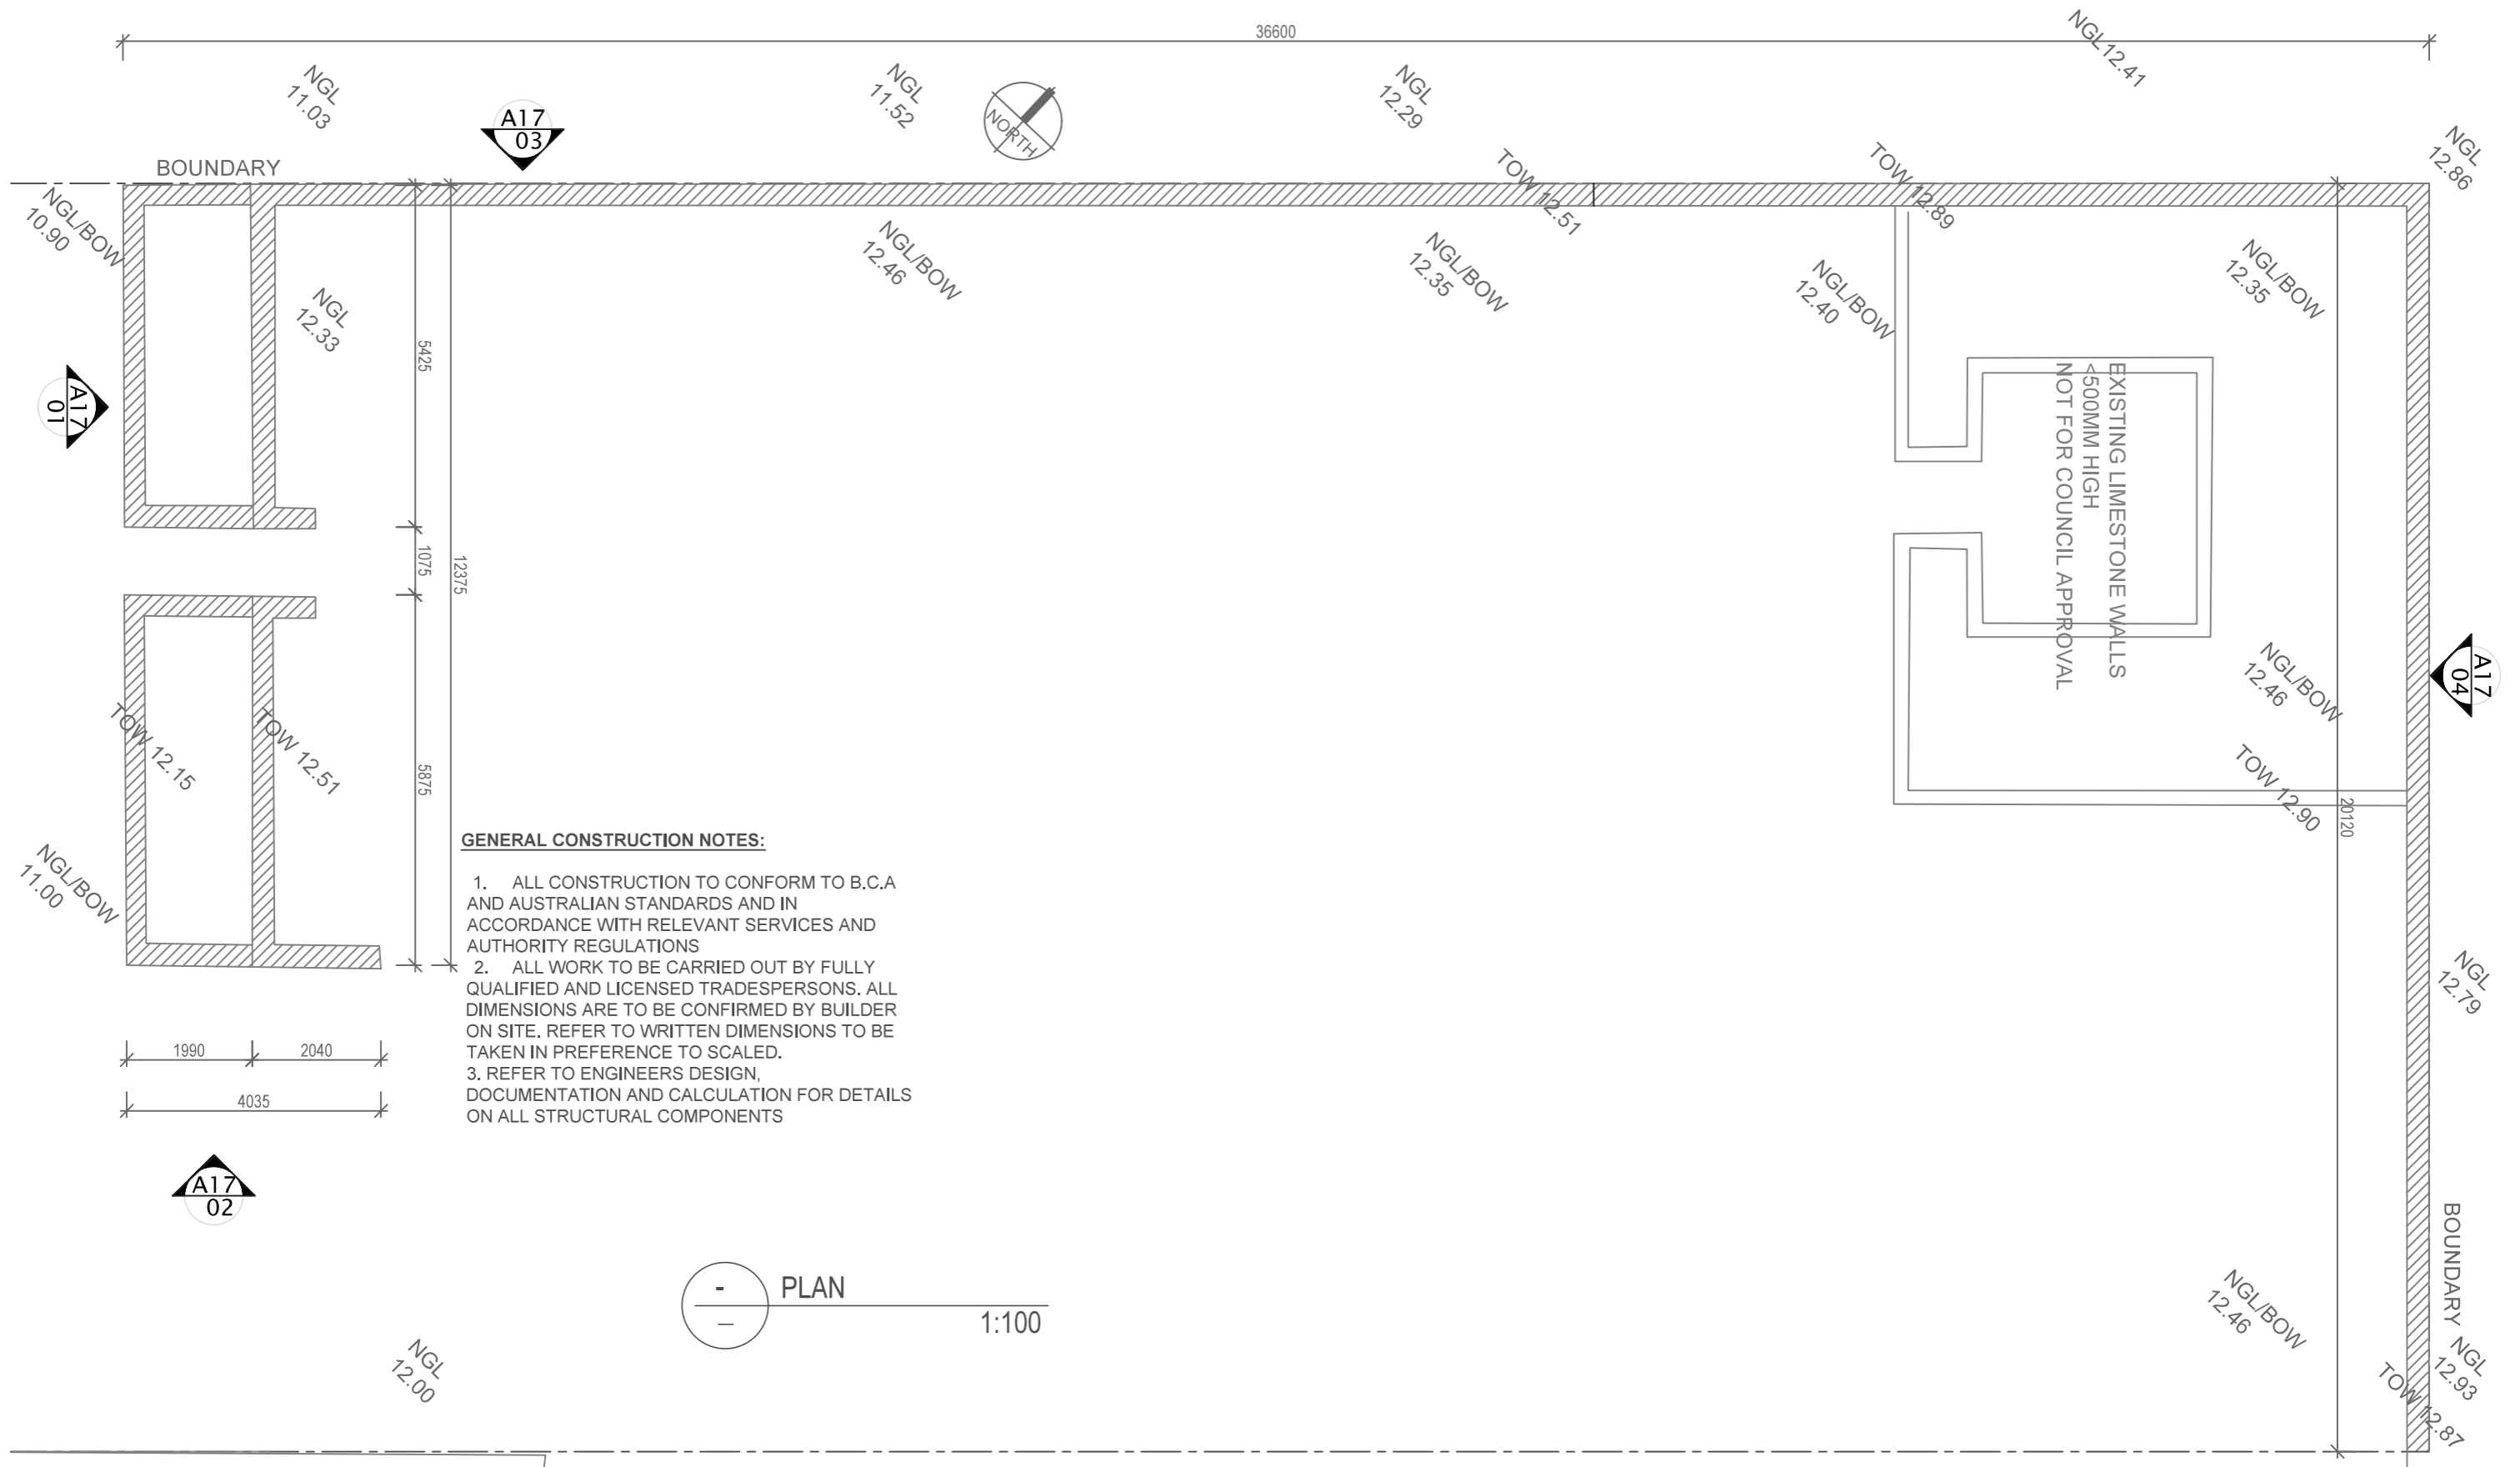 36600
NGL 12.41
NGL
11.03
NGL
11.52
NGL
12.29
NGL
12.86
A17
03
NORTH
BOUNDARY
NGL/BOW
10.90
TOW 12.51
TOW 12.89
NGL/BOW
12.46
NGL/BOW
12.35
NGL/BOW
12.40
NGL/BOW
12.35
NGL
12.33
5425
A17
01
EXISTING LIMESTONE WALLS
<500MM HIGH
NOT FOR COUNCIL APPROVAL
1075
12375
A17
04
NGL/BOW
12.46
TOW 12.15
TOW 12.51
5875
TOW 12.90
20120
NGL/BOW
11.00
GENERAL CONSTRUCTION NOTES:
1. ALL CONSTRUCTION TO CONFORM TO B.C.A
AND AUSTRALIAN STANDARDS AND IN
ACCORDANCE WITH RELEVANT SERVICES AND
AUTHORITY REGULATIONS
2. ALL WORK TO BE CARRIED OUT BY FULLY
QUALIFIED AND LICENSED TRADESPERSONS. ALL
DIMENSIONS ARE TO BE CONFIRMED BY BUILDER
ON SITE. REFER TO WRITTEN DIMENSIONS TO BE
TAKEN IN PREFERENCE TO SCALED.
3. REFER TO ENGINEERS DESIGN,
DOCUMENTATION AND CALCULATION FOR DETAILS
ON ALL STRUCTURAL COMPONENTS
NGL
12.79
1990
2040
4035
A17
02
BOUNDARY
- PLAN
– 1:100
NGL/BOW
12.46
NGL
12.00
NGL
12.93
TOW 12.87